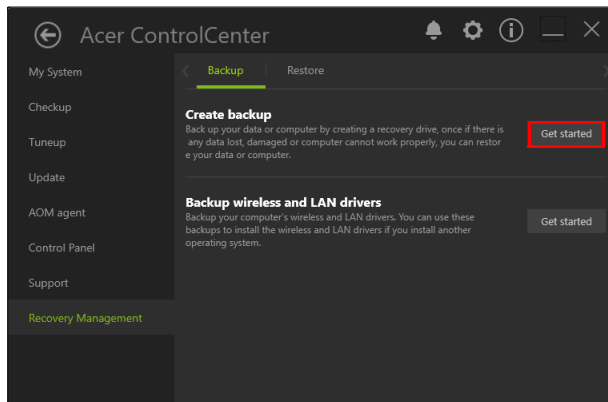 Acer ControlCenter
My System
Checkup
Tuneup
Update
AOM agent
Control Panel
Support
Recovery Management
Backup
Restore
Create backup
Back up your data or computer by creating a recovery drive, once if there is
any data lost, damaged or computer cannot work properly, you can restor
e your data or computer.
Get started
Backup wireless and LAN drivers
Backup your computer's wireless and LAN drivers. You can use these
backups to install the wireless and LAN drivers if you install another
operating system.
Get started